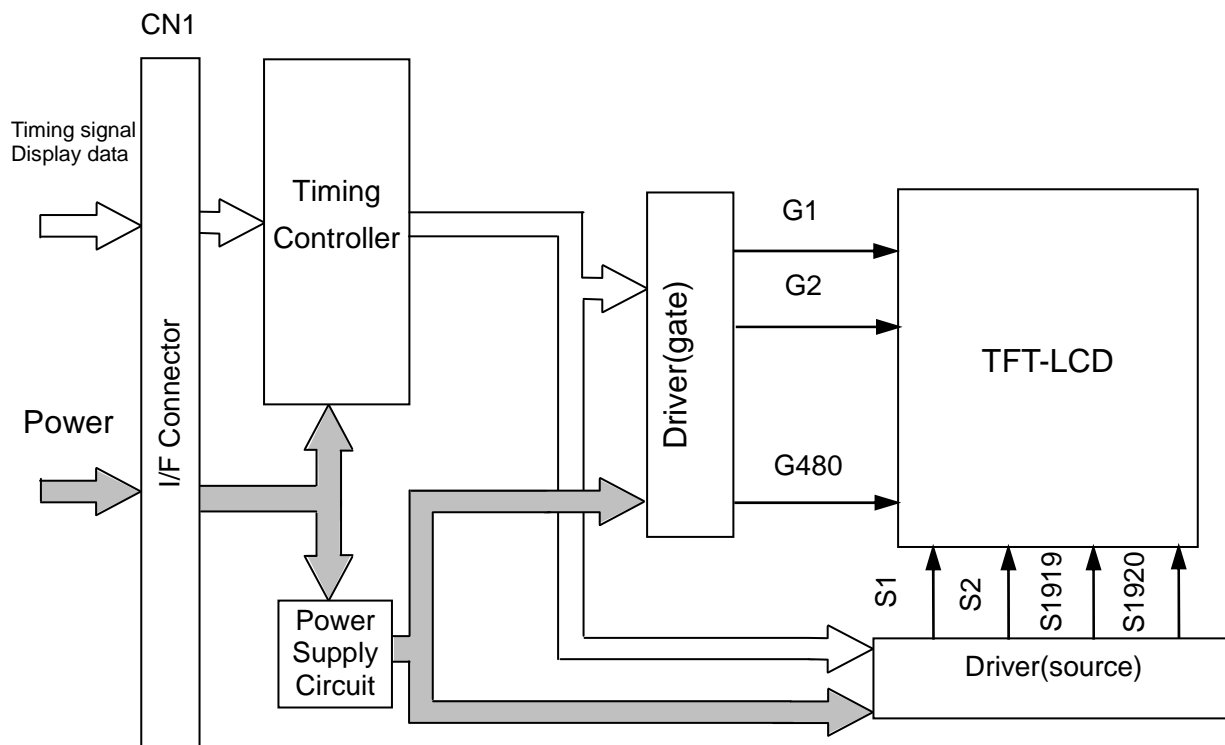 CN1
Timing signal
Display data
Timing
Controller
Power
I/F Connector
Driver(gate)
G1
G2
G480
TFT-LCD
S1
S2
S1919
S1920
Power
Supply
Circuit
Driver(source)